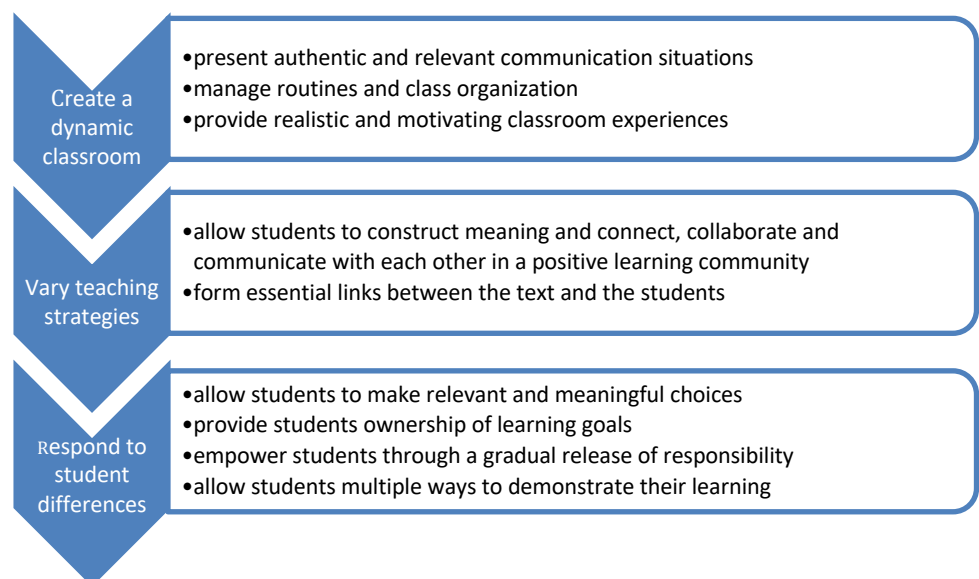 Create a
dynamic
classroom
•present authentic and relevant communication situations
•manage routines and class organization
•provide realistic and motivating classroom experiences
Vary teaching
strategies
•allow students to construct meaning and connect, collaborate and
communicate with each other in a positive learning community
•form essential links between the text and the students
Respond to
student
differences
•allow students to make relevant and meaningful choices
•provide students ownership of learning goals
•empower students through a gradual release of responsibility
•allow students multiple ways to demonstrate their learning